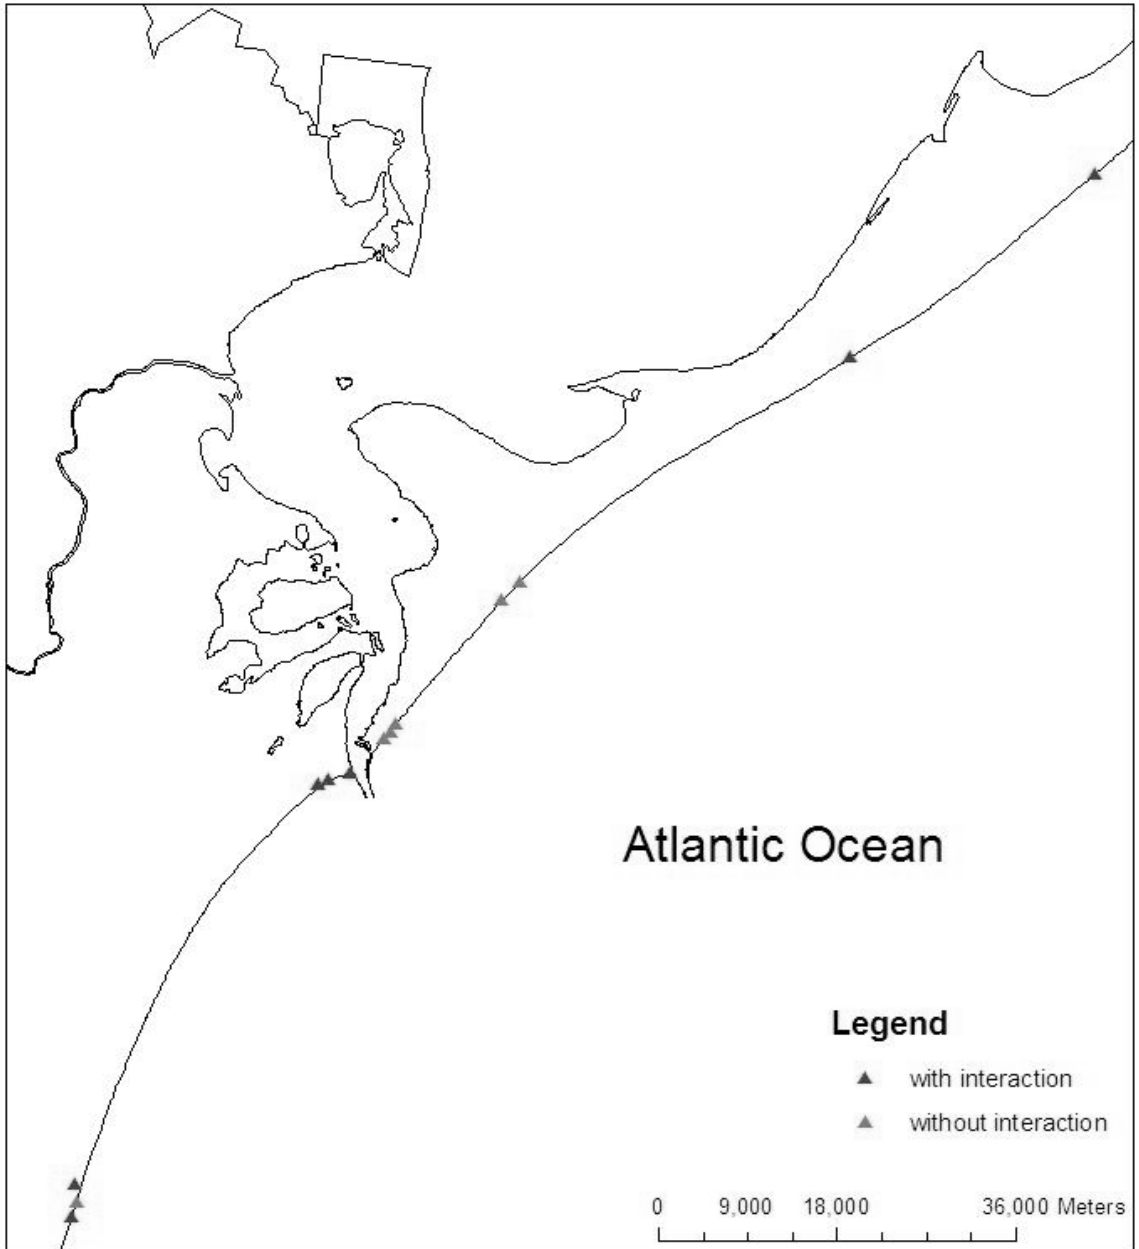 Atlantic Ocean
Legend
with interaction
without interaction
0 9,000 18,000 36,000 Meters